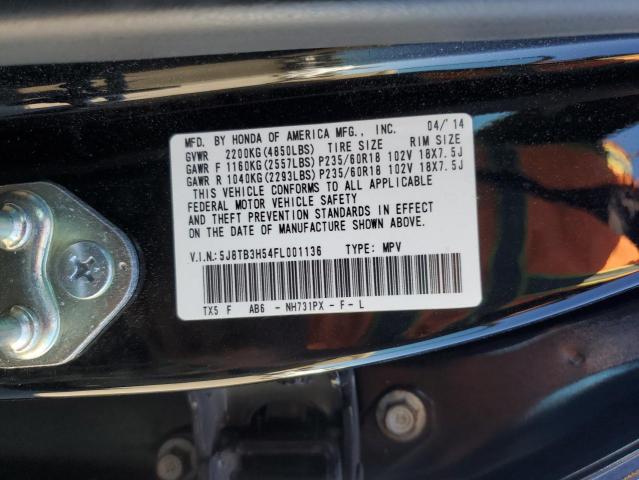 MFD. BY HONDA OF AMERICA MFG., INC. 04/'14
GVWR 2200KG(4850LBS) TIRE SIZE RIM SIZE
GAWR F 1160KG(2557LBS)P235/60R18 102V 18X7.5J
GAWR R 1040KG(2293LBS)P235/60R18 102V 18X7.5J
THIS VEHICLE CONFORMS TO ALL APPLICABLE
FEDERAL MOTOR VEHICLE SAFETY
AND THEFT PREVENTION STANDARDS IN EFFECT
ON THE DATE OF MANUFACTURE SHOWN ABOVE.
V.I.N.:5J8TB3H54FL001136 TYPE: MPV
TX5 F AB6 - NH731PX - F - L